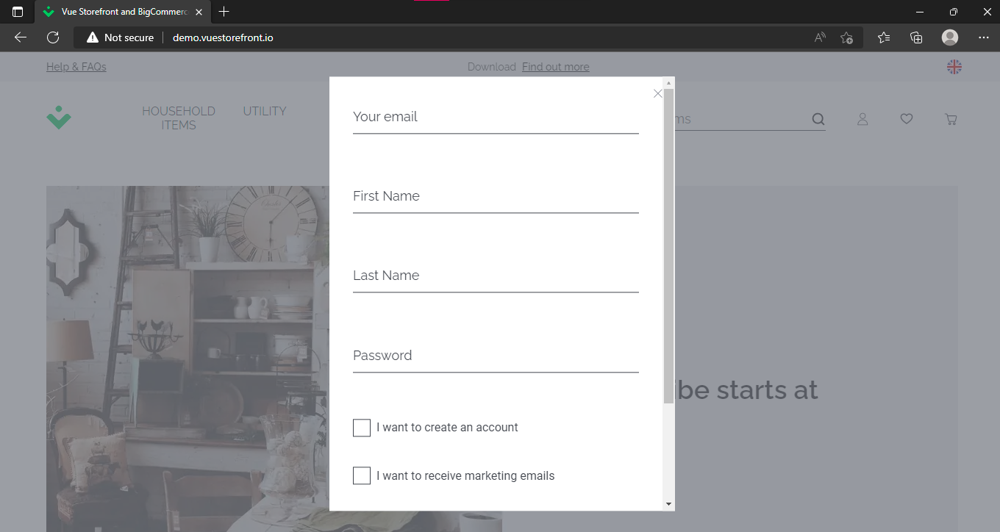 Vue Storefront and BigCommerc
Not secure
demo.vuestorefront.io
Help & FAQs
Download Find out more
HOUSEHOLD
ITEMS
UTILITY
ms
Your email
First Name
Last Name
Password
I want to create an account
I want to receive marketing emails
ibe starts at